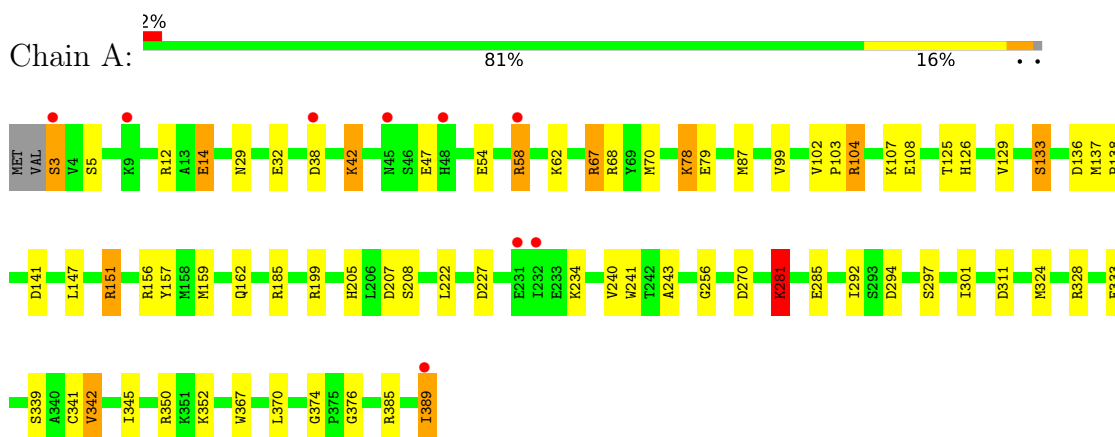 2%
Chain A:
81% 16% • •
MET VAL S3 V4 S5 K9 R12 A13 E14 N29 E32 D38 K42 N45 S46 E47 H48 E54 R58 K62 R67 R68 Y69 M70 K78 E79 M87 V99 V102 P103 R104 K107 E108 T125 H126 V129 S133 D136 M137
D141 L147 R151 R156 Y157 M158 M159 Q162 R185 R199 H205 L206 D207 S208 L222 D227 E231 I232 E233 K234 V240 W241 T242 A243 G256 D270 K281 E285 I292 S293 D294 S297 I301 D311 M324 R328
S339 A340 C341 V342 I345 R350 K351 K352 W367 L370 G374 P375 G376 R385 I389